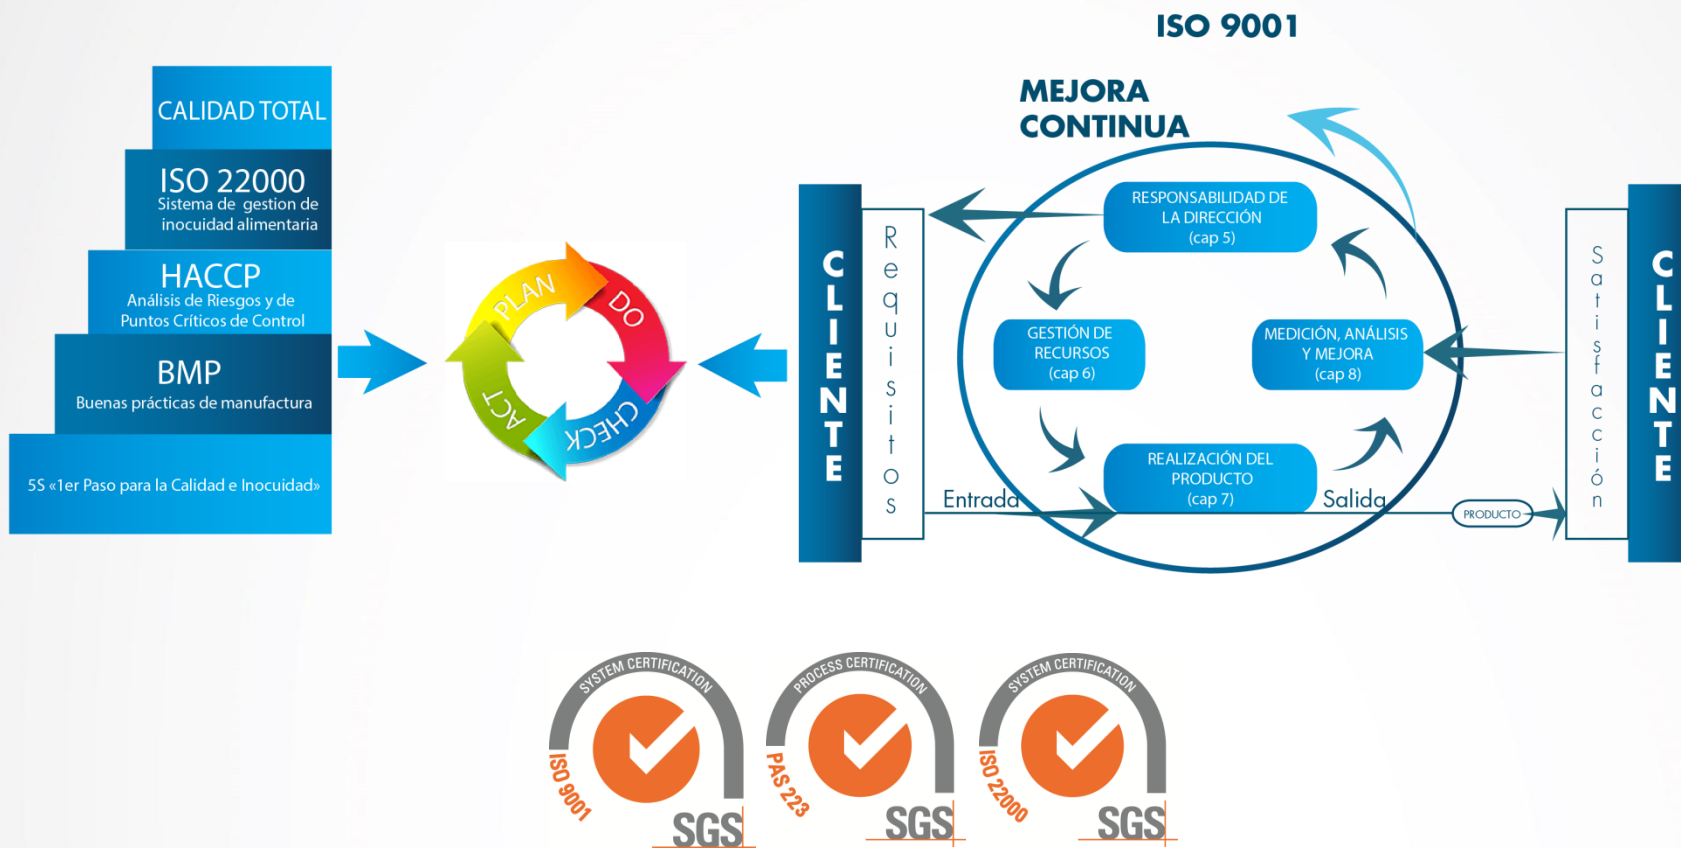 CALIDAD TOTAL
ISO 22000
Sistema de gestion de
inocuidad alimentaria
HACCP
Análisis de Riesgos y de
Puntos Críticos de Control
BMP
Buenas prácticas de manufactura
5S «1er Paso para la Calidad e Inocuidad»
PLAN
DO
CHECK
ACT
ISO 9001
MEJORA
CONTINUA
CLIENTE
Requisitos
RESPONSABILIDAD DE
LA DIRECCIÓN
(cap 5)
GESTIÓN DE
RECURSOS
(cap 6)
MEDICIÓN, ANÁLISIS
Y MEJORA
(cap 8)
REALIZACIÓN DEL
PRODUCTO
(cap 7)
Entrada
Salida
PRODUCTO
Satisfacción
CLIENTE
SYSTEM CERTIFICATION
ISO 9001
SGS
PROCESS CERTIFICATION
PAS 223
SGS
SYSTEM CERTIFICATION
ISO 22000
SGS